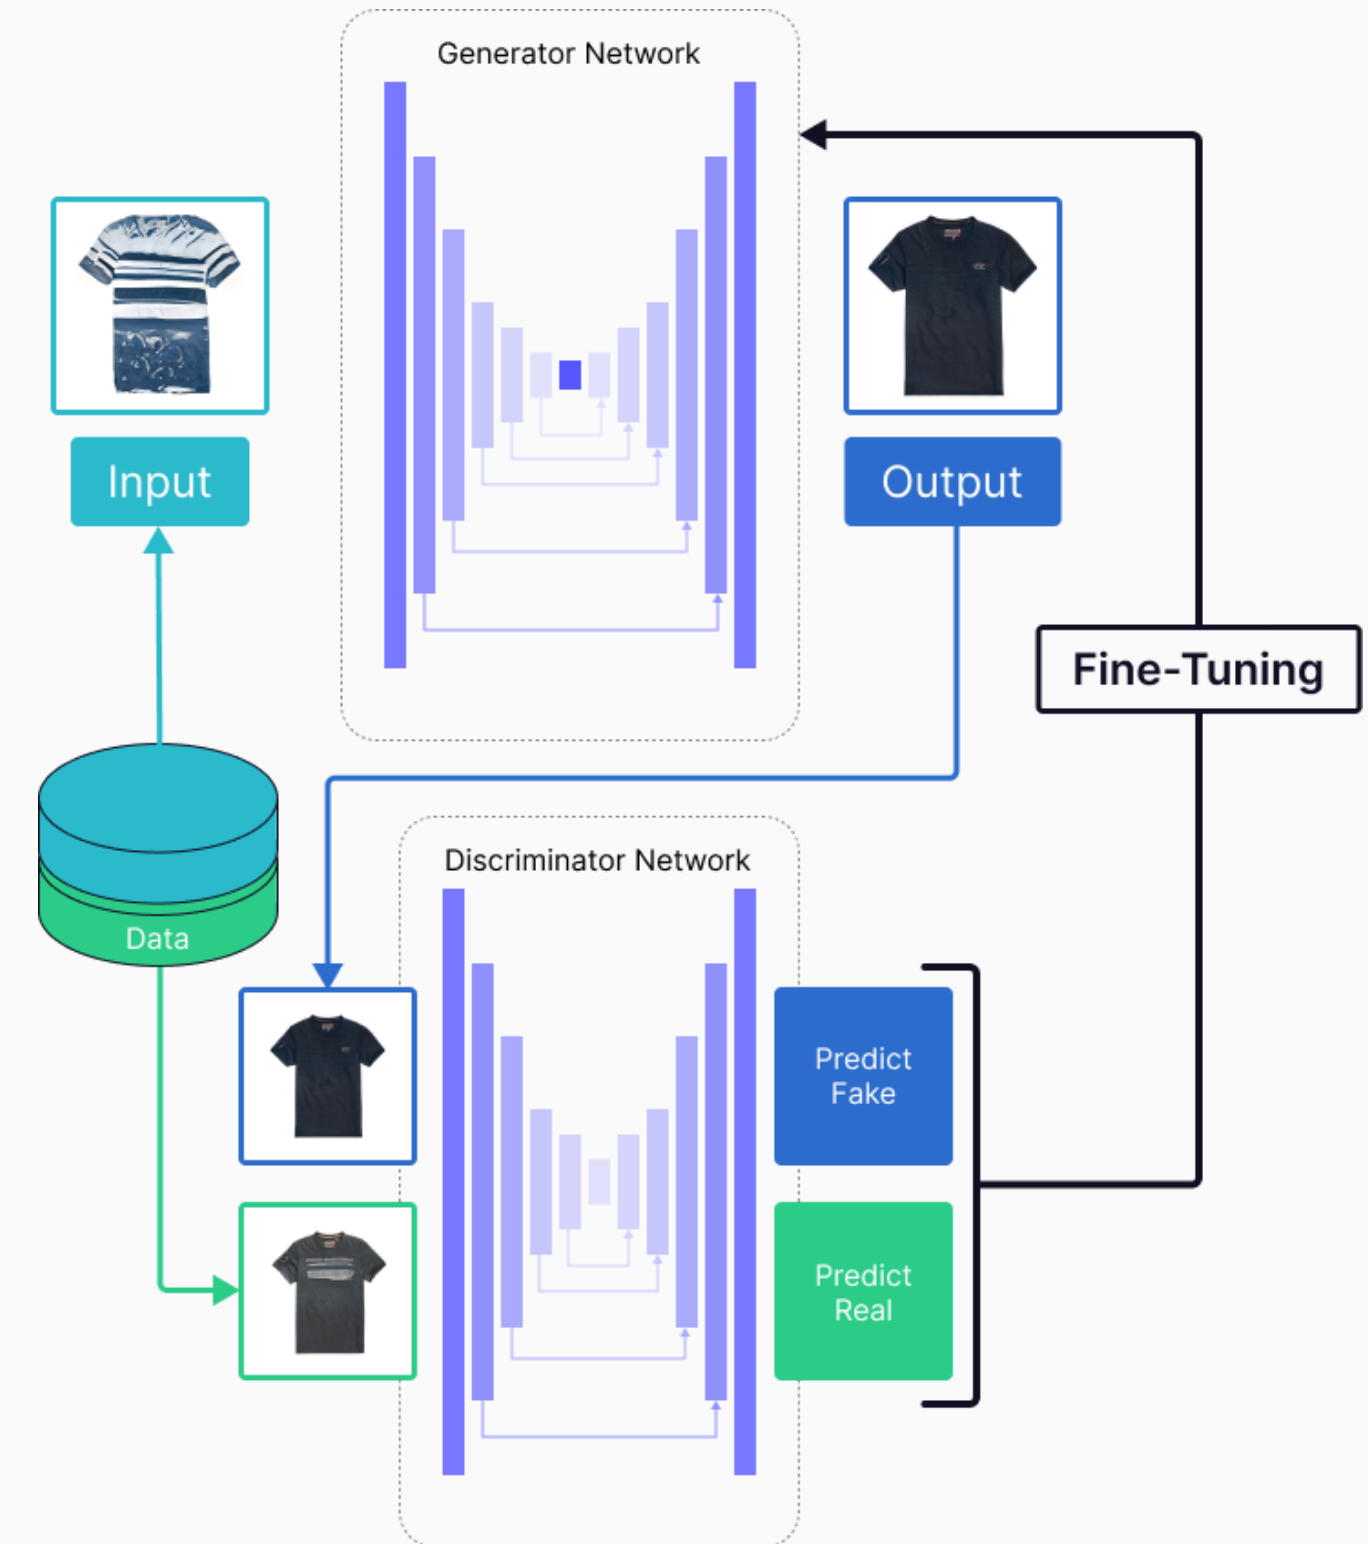 Generator Network
Input
Output
Fine-Tuning
Discriminator Network
Data
Predict
Fake
Predict
Real